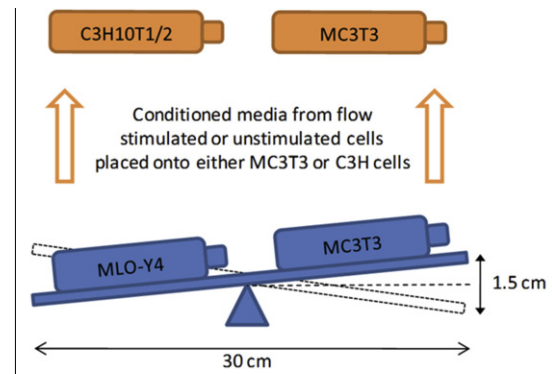 C3H10T1/2
MC3T3
Conditioned media from flow
stimulated or unstimulated cells
placed onto either MC3T3 or C3H cells
MLO-Y4
MC3T3
1.5 cm
30 cm